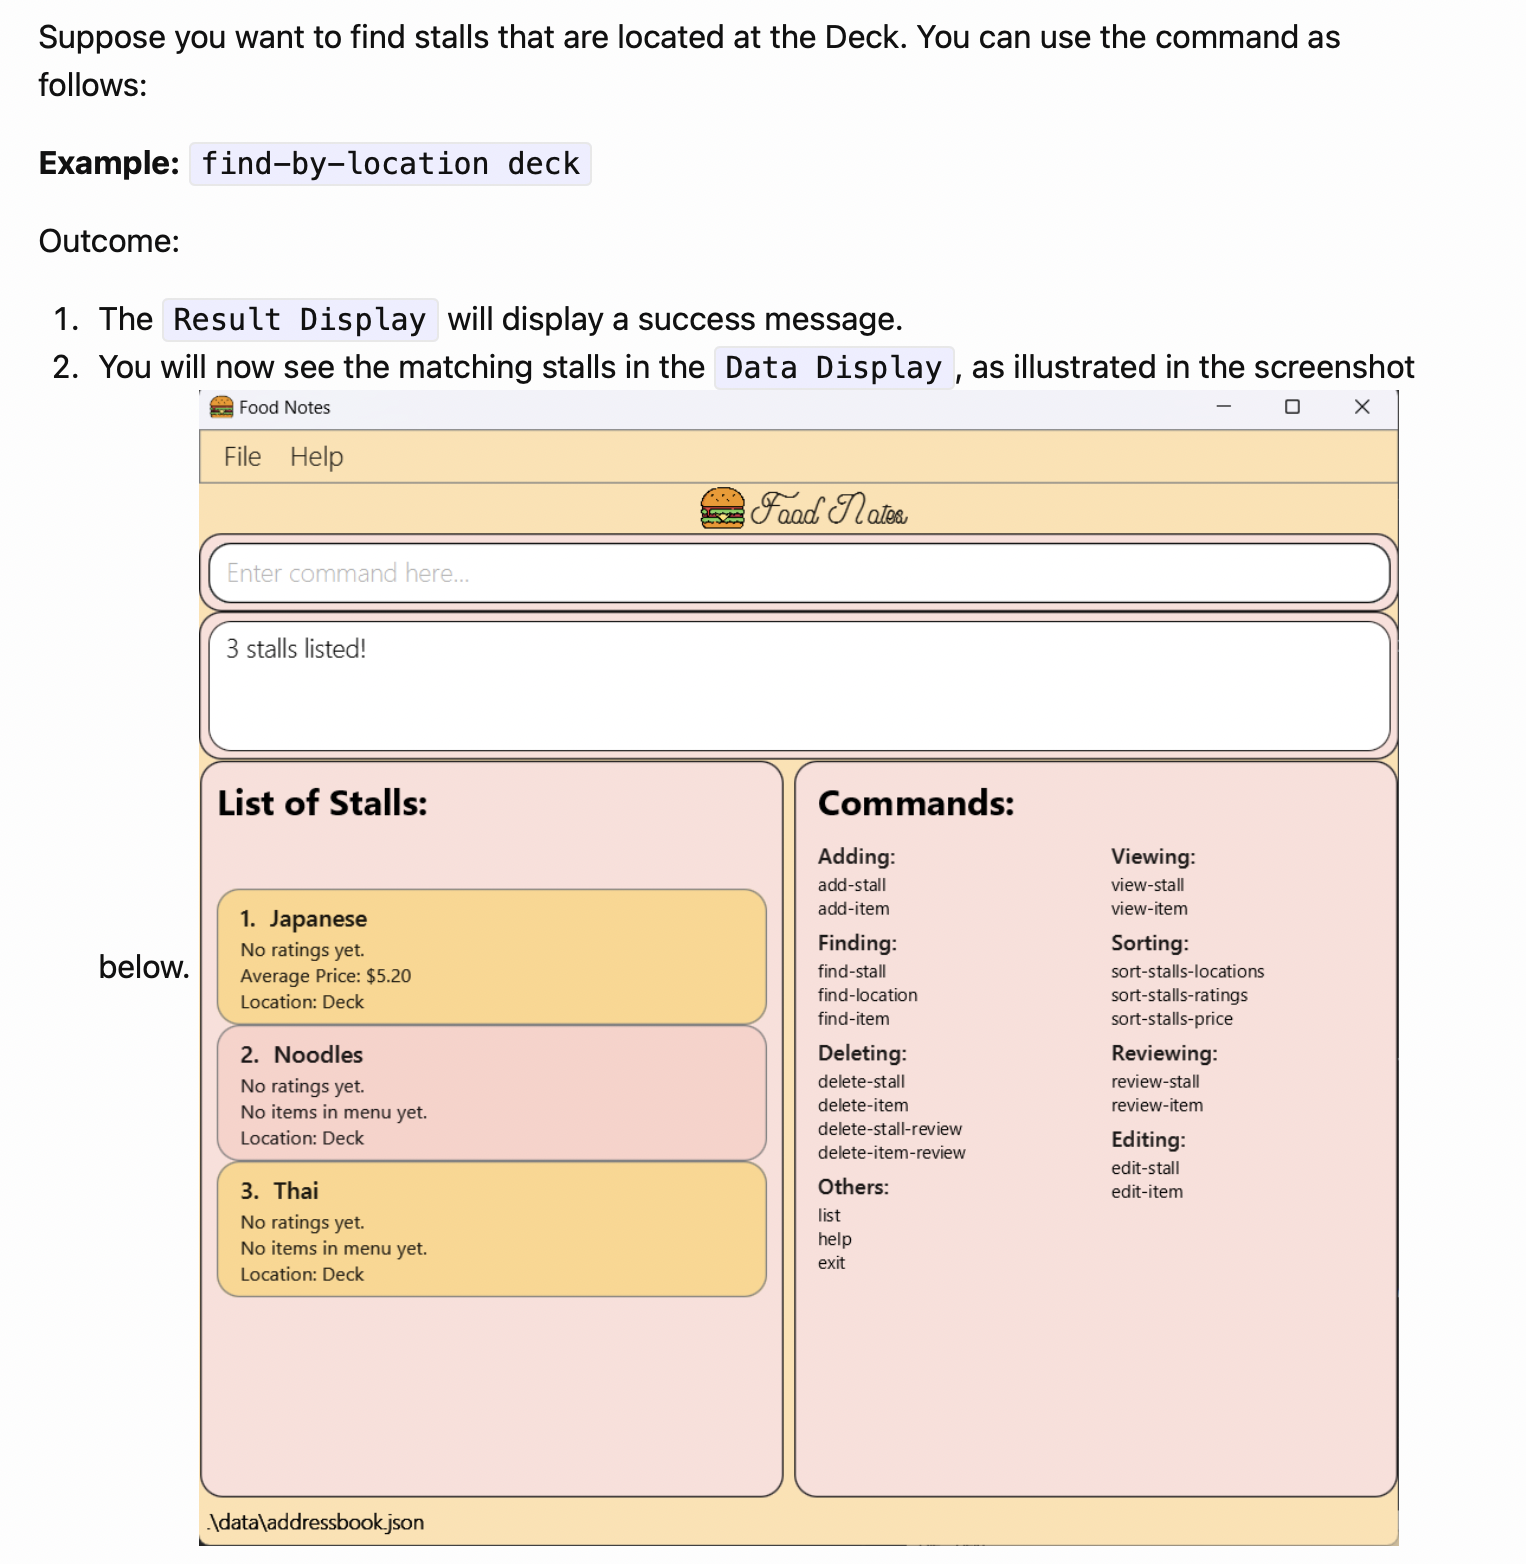 Suppose you want to find stalls that are located at the Deck. You can use the command as
follows:
Example: find-by-location deck
Outcome:
1. The Result Display will display a success message.
2. You will now see the matching stalls in the Data Display, as illustrated in the screenshot
below.
Food Notes
File Help
Food Notes
Enter command here...
3 stalls listed!
List of Stalls:
1. Japanese
No ratings yet.
Average Price: $5.20
Location: Deck
2. Noodles
No ratings yet.
No items in menu yet.
Location: Deck
3. Thai
No ratings yet.
No items in menu yet.
Location: Deck
Commands:
Adding:
add-stall
add-item
Finding:
find-stall
find-location
find-item
Deleting:
delete-stall
delete-item
delete-stall-review
delete-item-review
Others:
list
help
exit
Viewing:
view-stall
view-item
Sorting:
sort-stalls-locations
sort-stalls-ratings
sort-stalls-price
Reviewing:
review-stall
review-item
Editing:
edit-stall
edit-item
.\data\addressbook.json